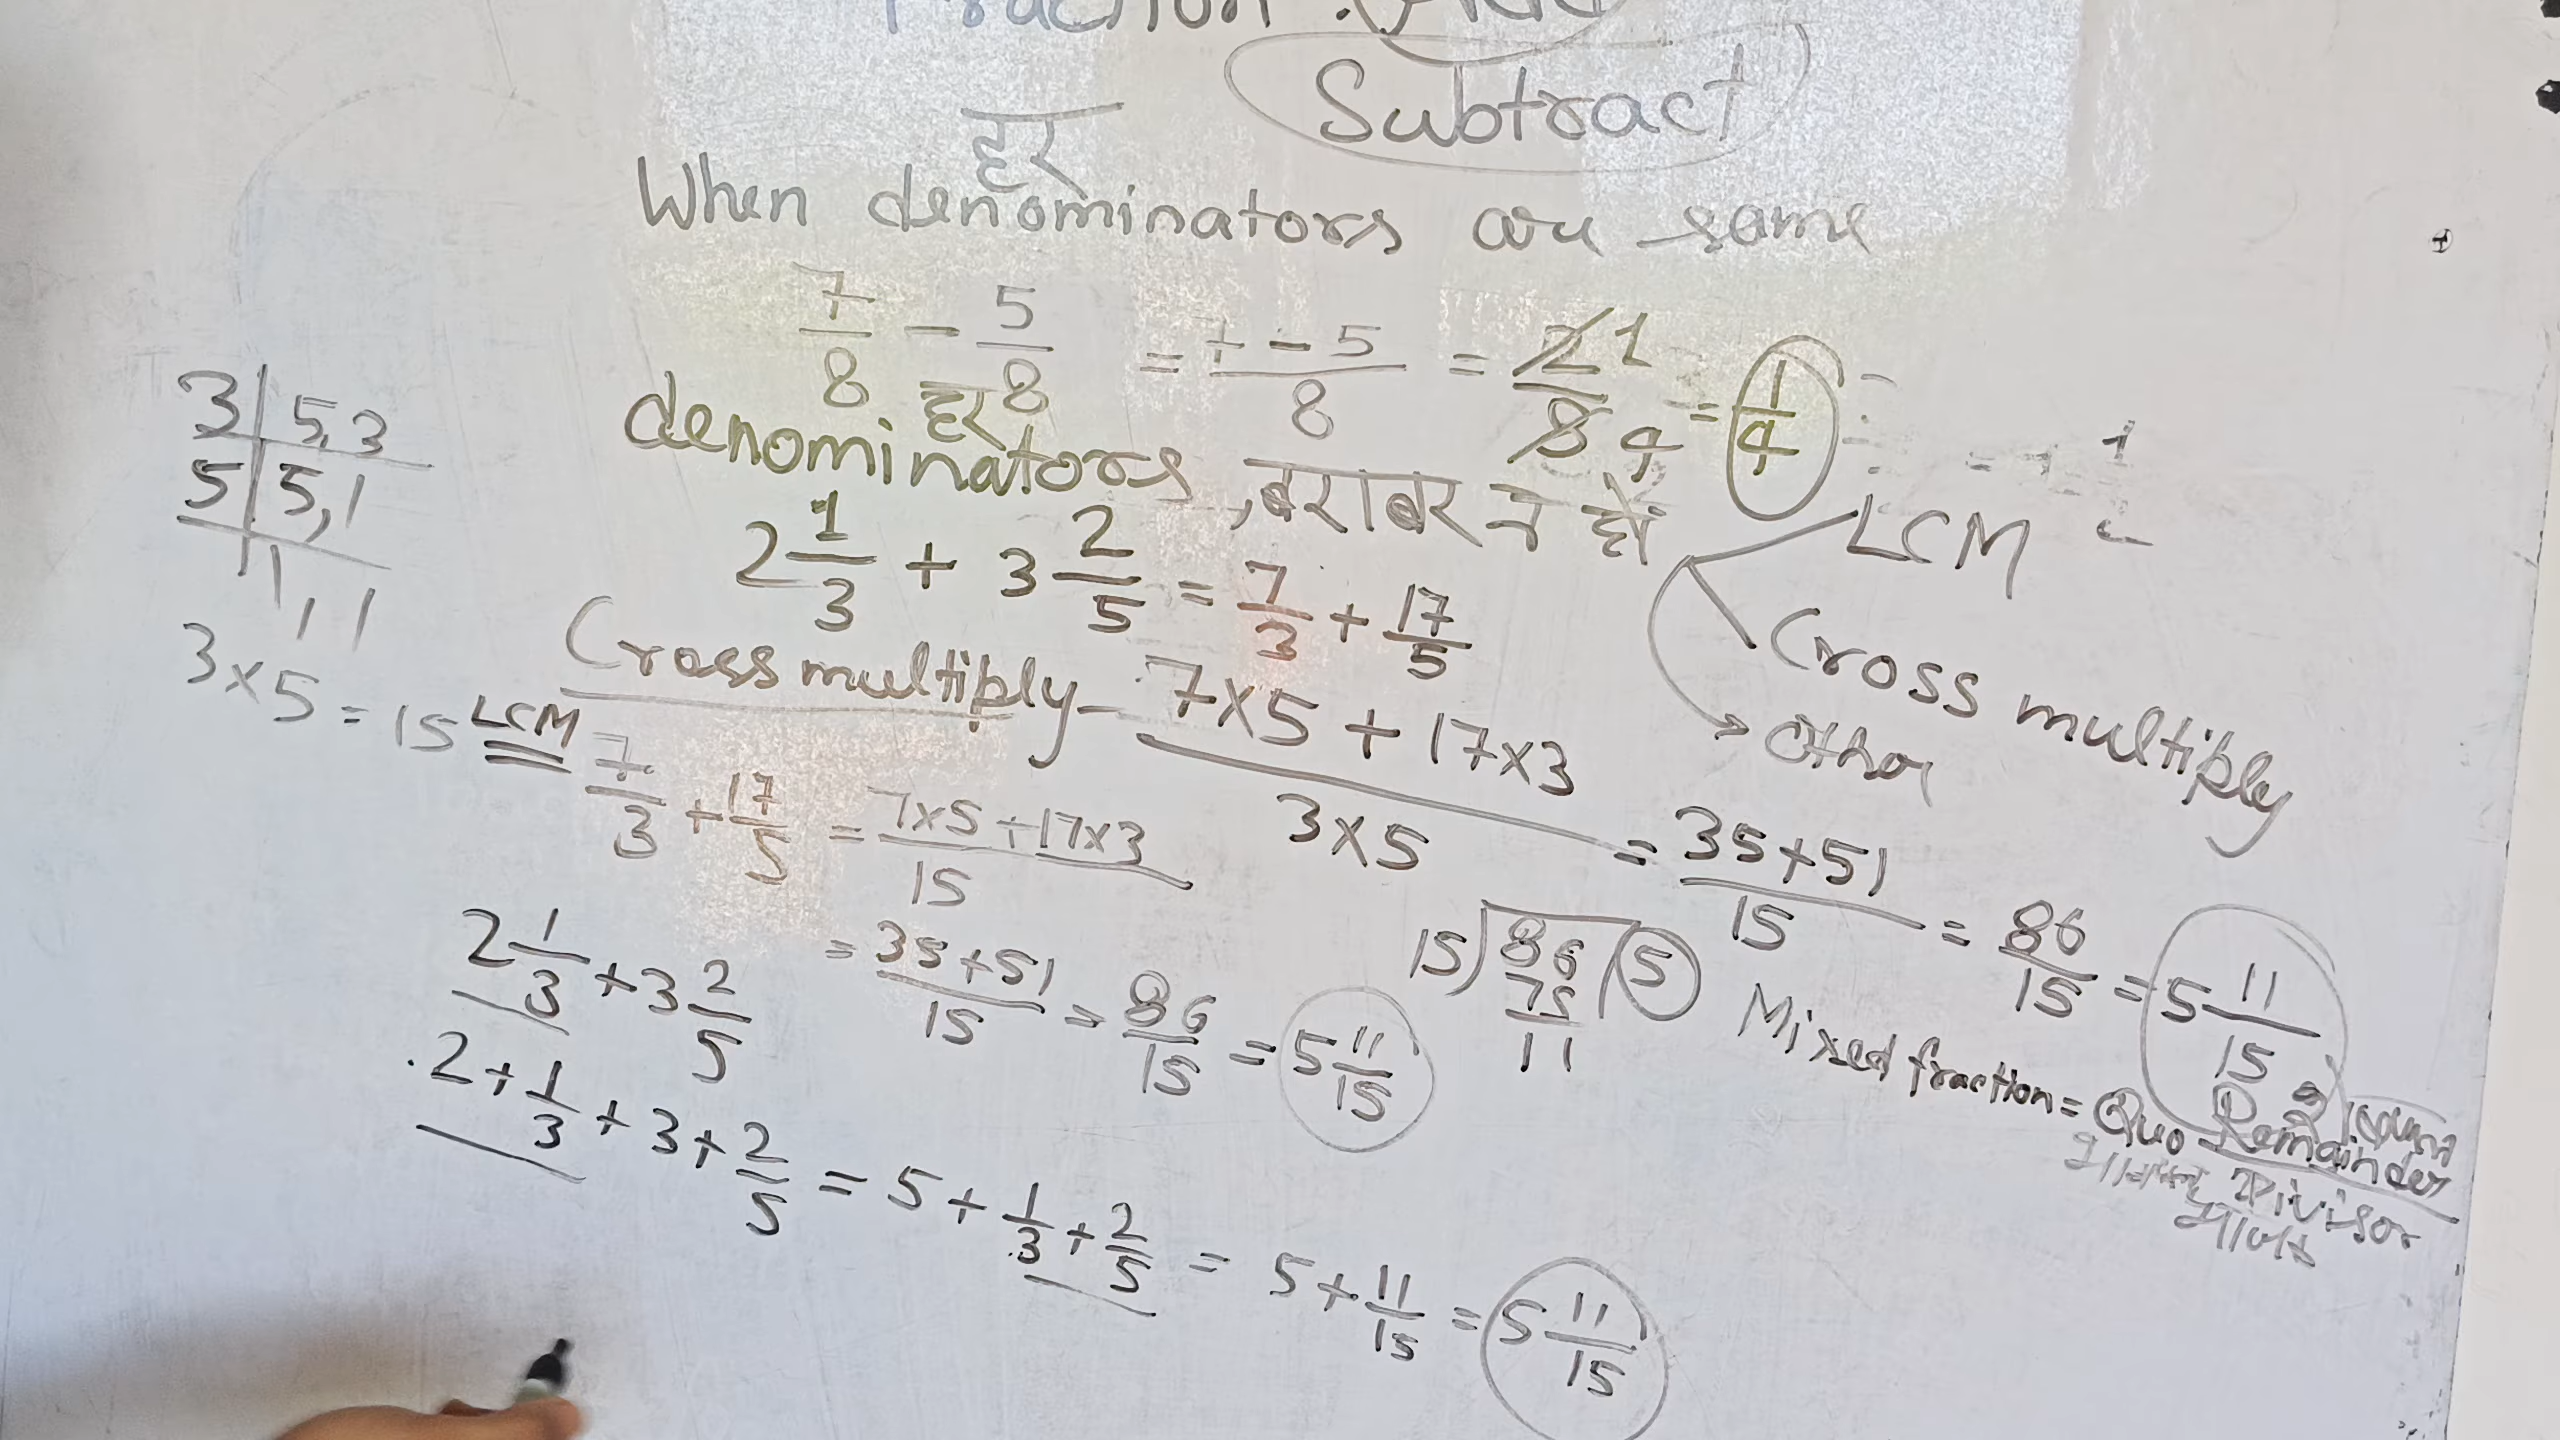 Fraction :
Subtract
हर
When denominators are same
7/8 - 5/8 = 7-5/8 = 2/8 1/4 = 1/4
हर
denominators, बराबर न हो
LCM
Cross multiply
Other
3 | 5, 3
5 | 5, 1
1, 1
3×5 = 15 LCM
2 1/3 + 3 2/5 = 7/3 + 17/5
Cross multiply - 7×5 + 17×3 / 3×5 = 35+51/15 = 86/15 = 5 11/15
7/3 + 17/5 = 7×5+17×3/15
= 35+51/15 = 86/15 = 5 11/15
15)86(5
75
11
Mixed fraction = Quo Remainder/Divisor
2 1/3 + 3 2/5
2 + 1/3 + 3 + 2/5 = 5 + 1/3 + 2/5 = 5 + 11/15 = 5 11/15